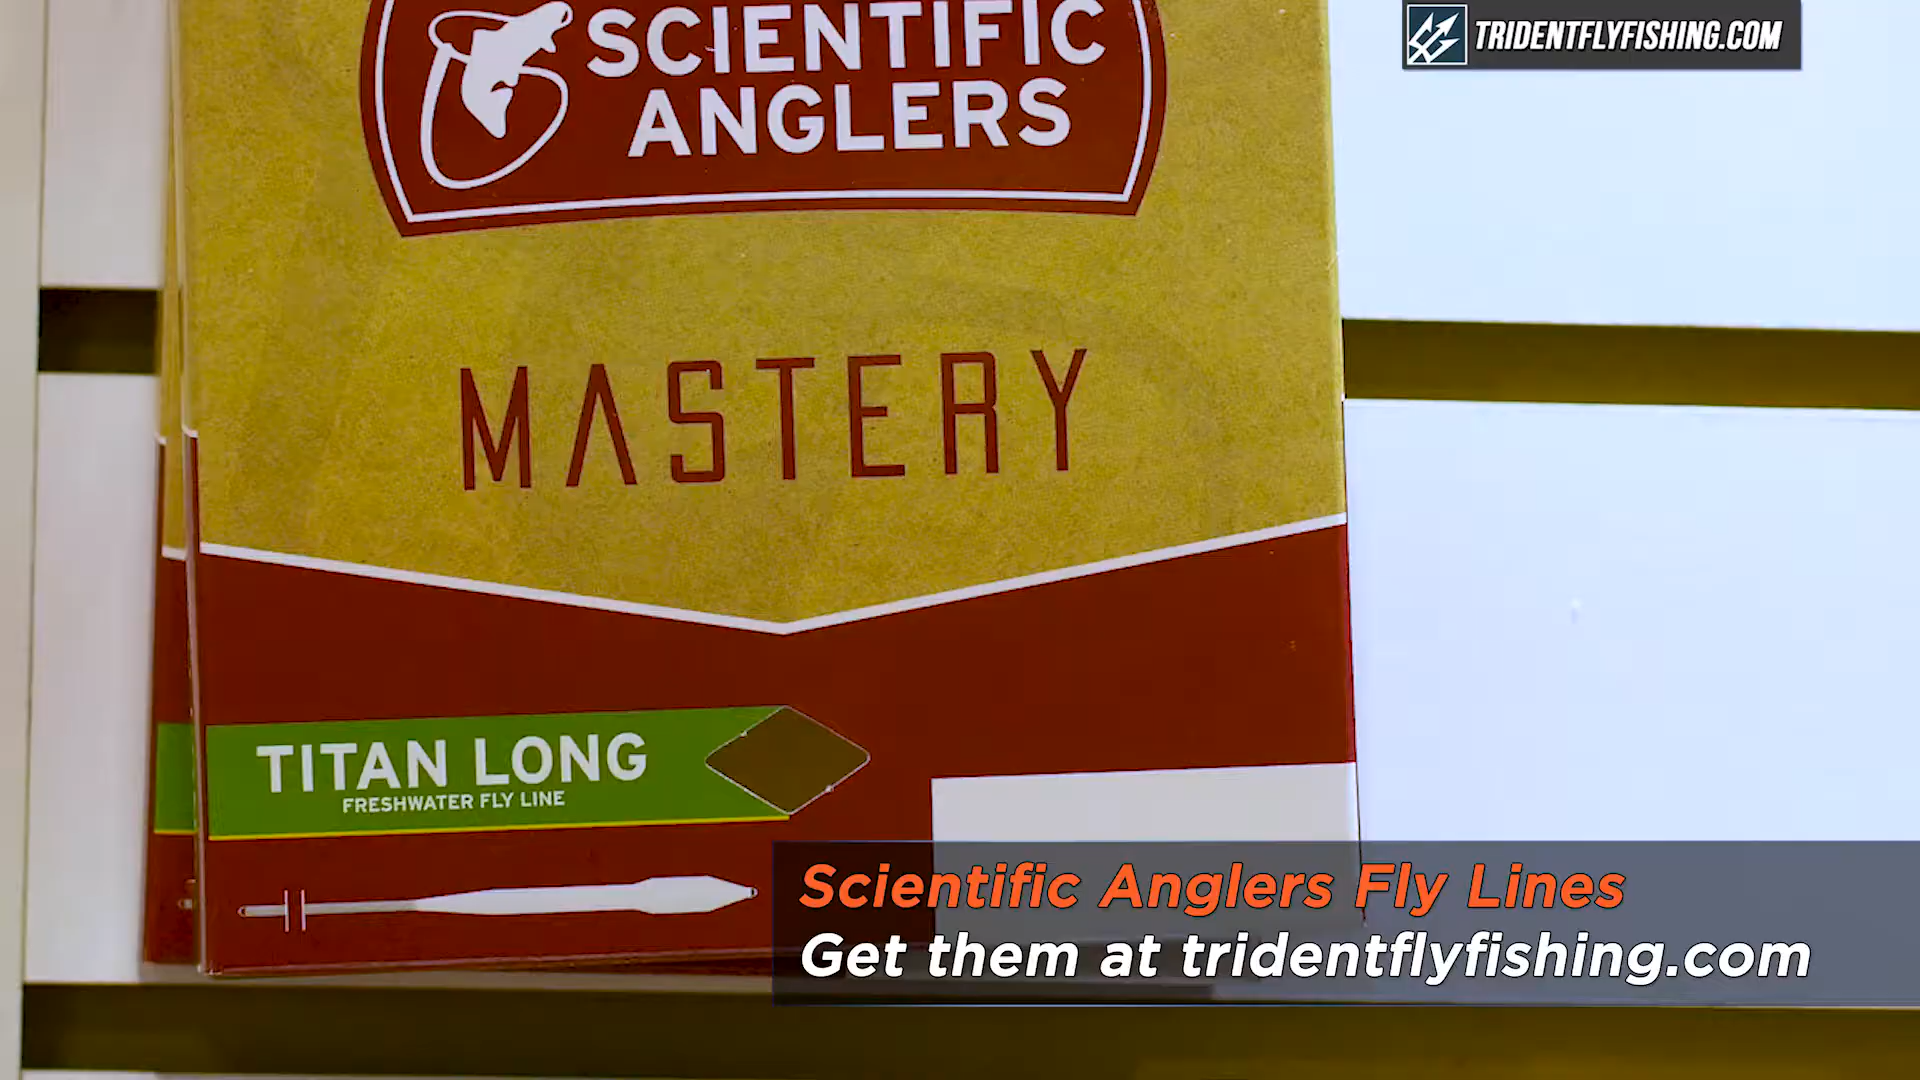 TRIDENTFLYFISHING.COM
SCIENTIFIC
ANGLERS
MASTERY
TITAN LONG
FRESHWATER FLY LINE
Scientific Anglers Fly Lines
Get them at tridentflyfishing.com